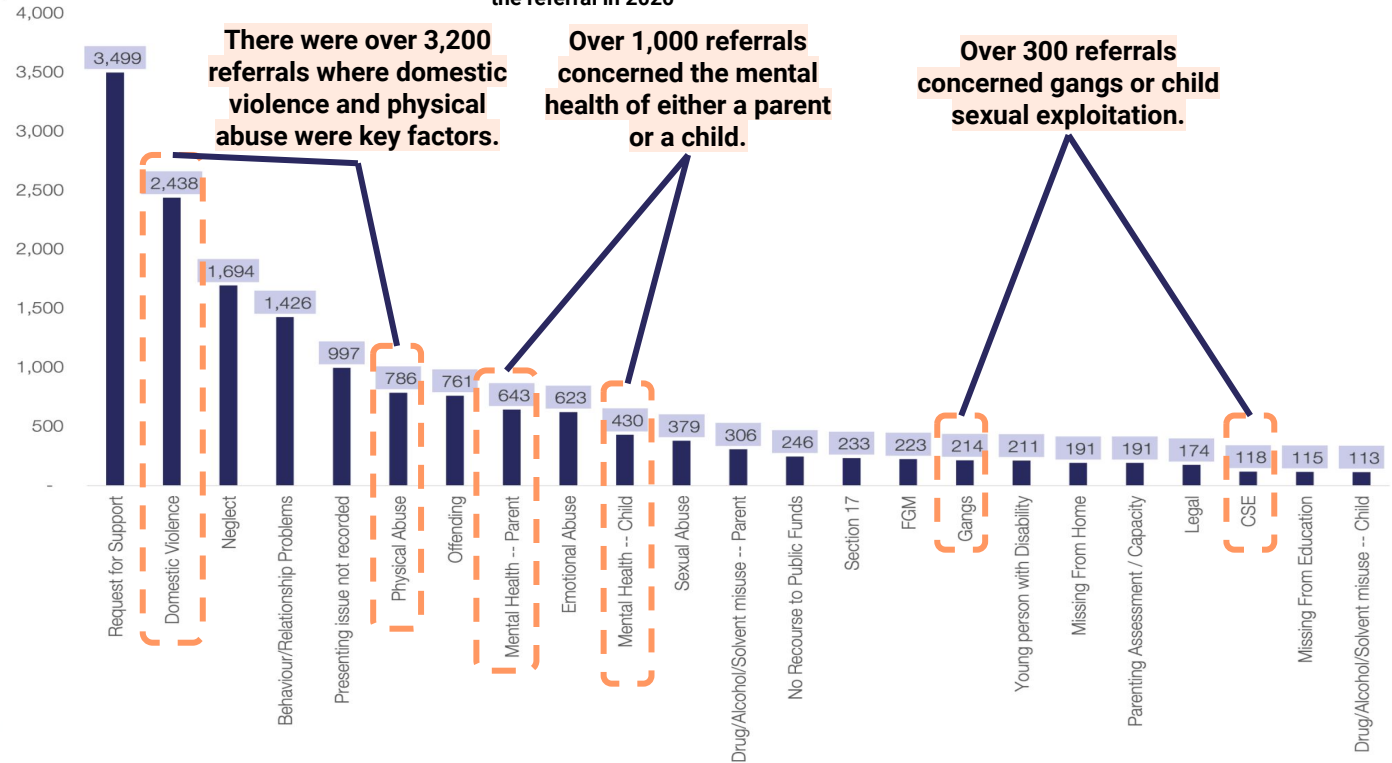 the referral in 2020
4,000
3,500
3,000
2,500
2,000
1,500
1,000
500
-
There were over 3,200
referrals where domestic
violence and physical
abuse were key factors.
Over 1,000 referrals
concerned the mental
health of either a parent
or a child.
Over 300 referrals
concerned gangs or child
sexual exploitation.
3,499
2,438
1,694
1,426
997
786
761
643
623
430
379
306
246
233
223
214
211
191
191
174
118
115
113
Request for Support
Domestic Violence
Neglect
Behaviour/Relationship Problems
Presenting issue not recorded
Physical Abuse
Offending
Mental Health -- Parent
Emotional Abuse
Mental Health -- Child
Sexual Abuse
Drug/Alcohol/Solvent misuse -- Parent
No Recourse to Public Funds
Section 17
FGM
Gangs
Young person with Disability
Missing From Home
Parenting Assessment / Capacity
Legal
CSE
Missing From Education
Drug/Alcohol/Solvent misuse -- Child